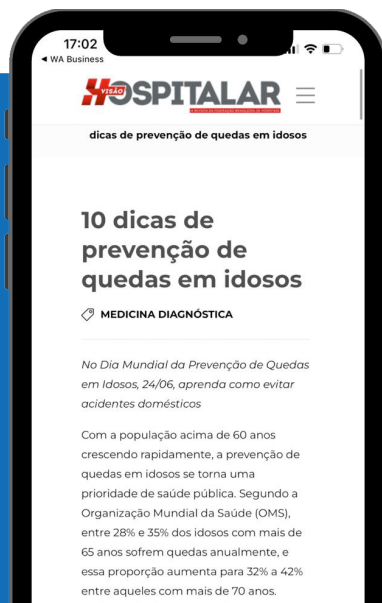 17:02
◀ WA Business
VISÃO
HOSPITALAR
dicas de prevenção de quedas em idosos
10 dicas de
prevenção de
quedas em idosos
MEDICINA DIAGNÓSTICA
No Dia Mundial da Prevenção de Quedas
em Idosos, 24/06, aprenda como evitar
acidentes domésticos
Com a população acima de 60 anos
crescendo rapidamente, a prevenção de
quedas em idosos se torna uma
prioridade de saúde pública. Segundo a
Organização Mundial da Saúde (OMS),
entre 28% e 35% dos idosos com mais de
65 anos sofrem quedas anualmente, e
essa proporção aumenta para 32% a 42%
entre aqueles com mais de 70 anos.